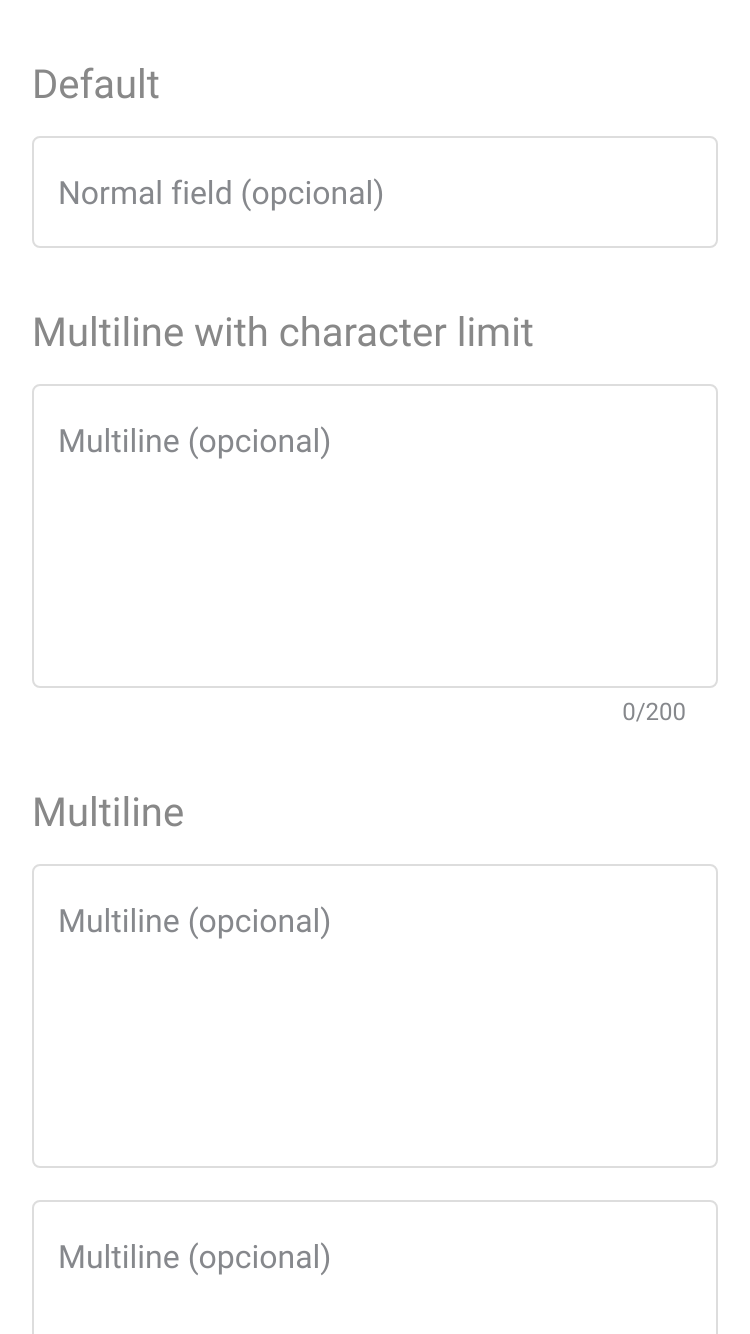 Default
Normal field (opcional)
Multiline with character limit
Multiline (opcional)
0/200
Multiline
Multiline (opcional)
Multiline (opcional)